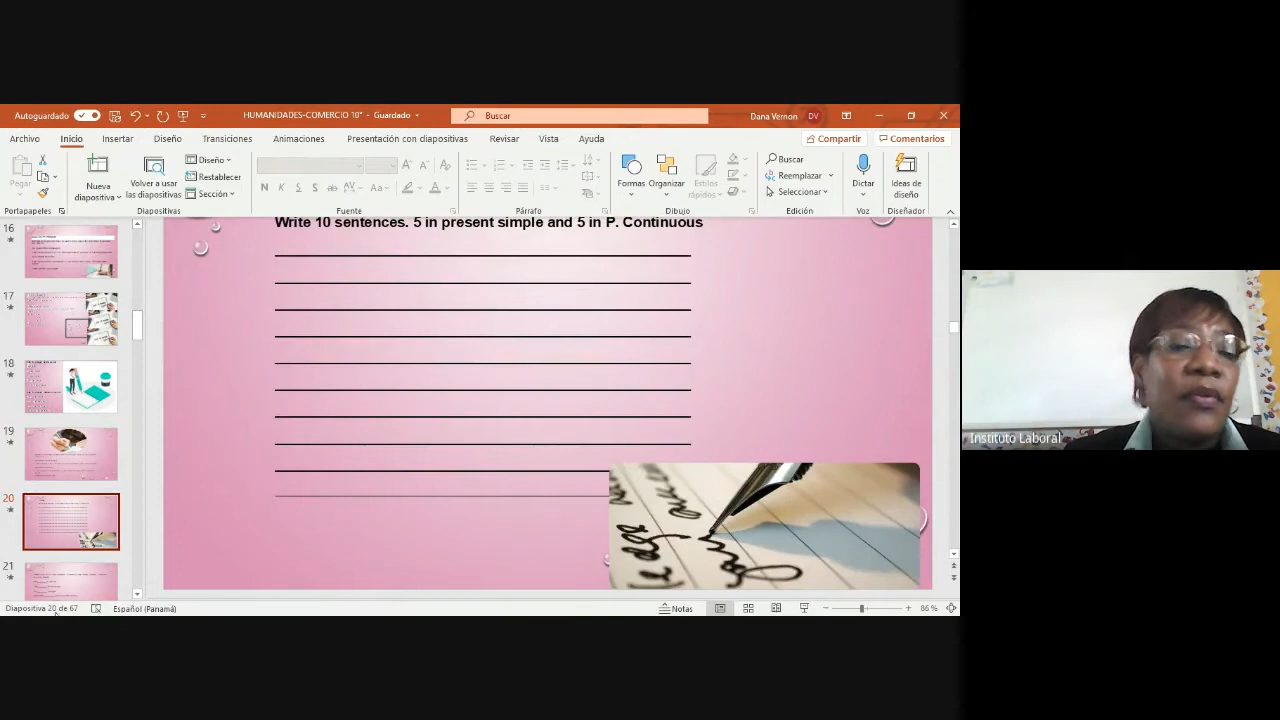 Autoguardado
HUMANIDADES-COMERCIO 10° - Guardado
Buscar
Dana Vernon
DV
Archivo
Inicio
Insertar
Diseño
Transiciones
Animaciones
Presentación con diapositivas
Revisar
Vista
Ayuda
Compartir
Comentarios
Pegar
Nueva diapositiva
Volver a usar las diapositivas
Diseño
Restablecer
Sección
N K S S ab AV Aa A
Formas
Organizar
Estilos rápidos
Buscar
Reemplazar
Seleccionar
Dictar
Ideas de diseño
Portapapeles
Diapositivas
Fuente
Párrafo
Dibujo
Edición
Voz
Diseñador
16
17
18
19
20
21
Write 10 sentences. 5 in present simple and 5 in P. Continuous
Instituto Laboral
Diapositiva 20 de 67
Español (Panamá)
Notas
86 %